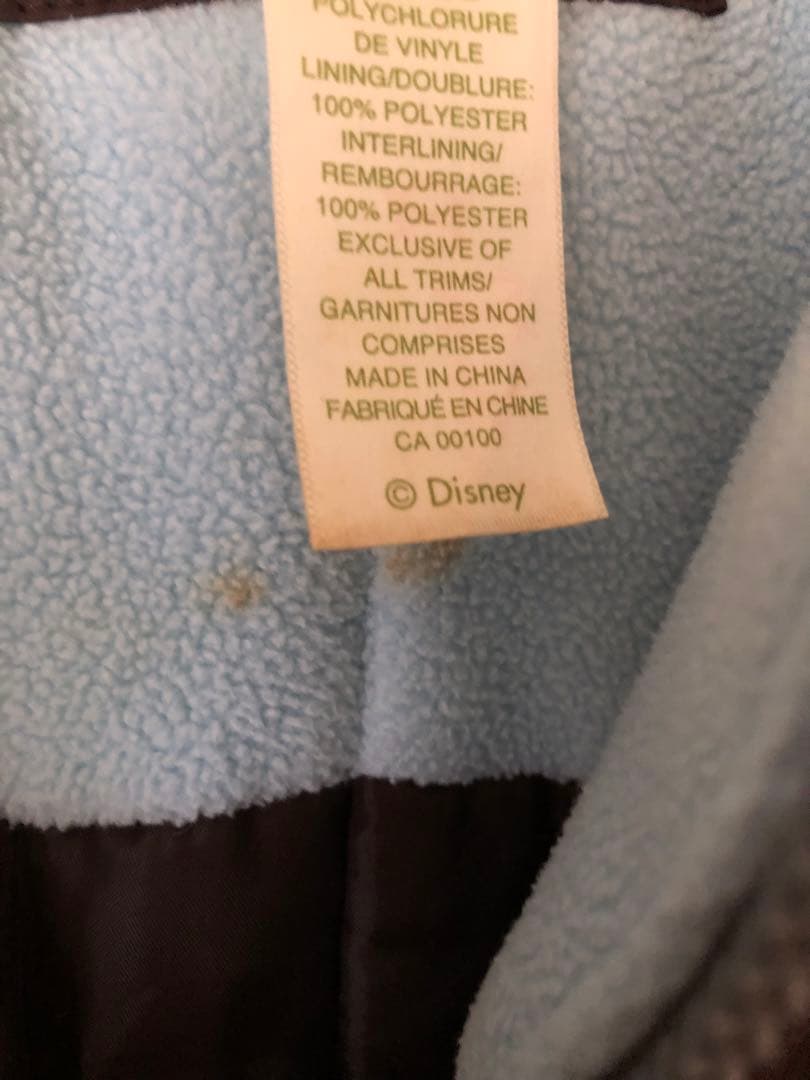 POLYCHLORURE
DE VINYLE
LINING/DOUBLURE:
100% POLYESTER
INTERLINING/
REMBOURRAGE:
100% POLYESTER
EXCLUSIVE OF
ALL TRIMS/
GARNITURES NON
COMPRISES
MADE IN CHINA
FABRIQUÉ EN CHINE
CA 00100
© Disney